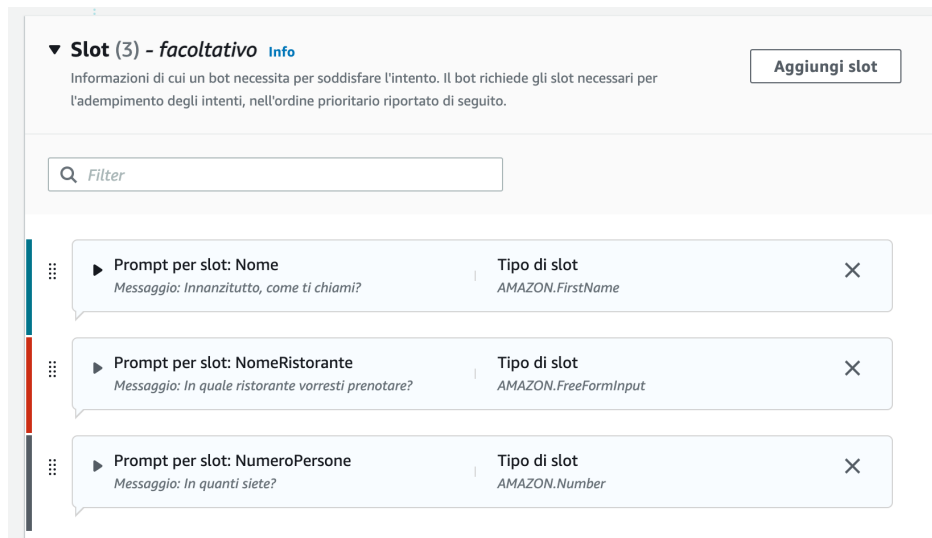 Slot (3) - facoltativo Info
Aggiungi slot
Informazioni di cui un bot necessita per soddisfare l'intento. Il bot richiede gli slot necessari per
l'adempimento degli intenti, nell'ordine prioritario riportato di seguito.
Filter
Prompt per slot: Nome
Messaggio: Innanzitutto, come ti chiami?
Tipo di slot
AMAZON.FirstName
Prompt per slot: NomeRistorante
Messaggio: In quale ristorante vorresti prenotare?
Tipo di slot
AMAZON.FreeFormInput
Prompt per slot: NumeroPersone
Messaggio: In quanti siete?
Tipo di slot
AMAZON.Number